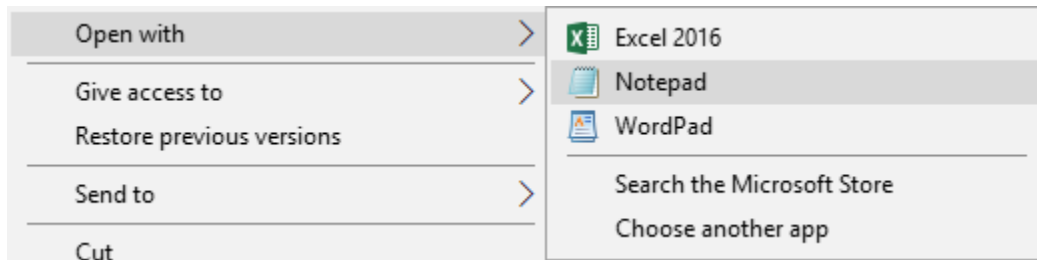 Open with
Give access to
Restore previous versions
Send to
Cut
Excel 2016
Notepad
WordPad
Search the Microsoft Store
Choose another app